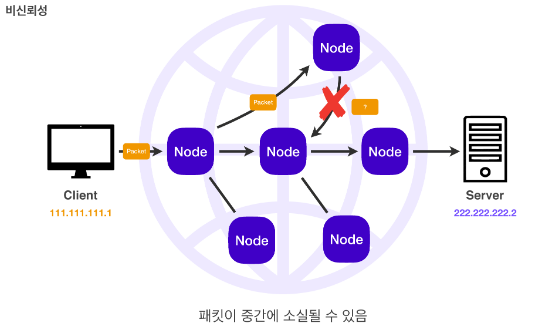 비신뢰성
Node
Packet
?
Packet
Node
Node
Node
Client
111.111.111.1
Server
222.222.222.2
Node
Node
패킷이 중간에 소실될 수 있음